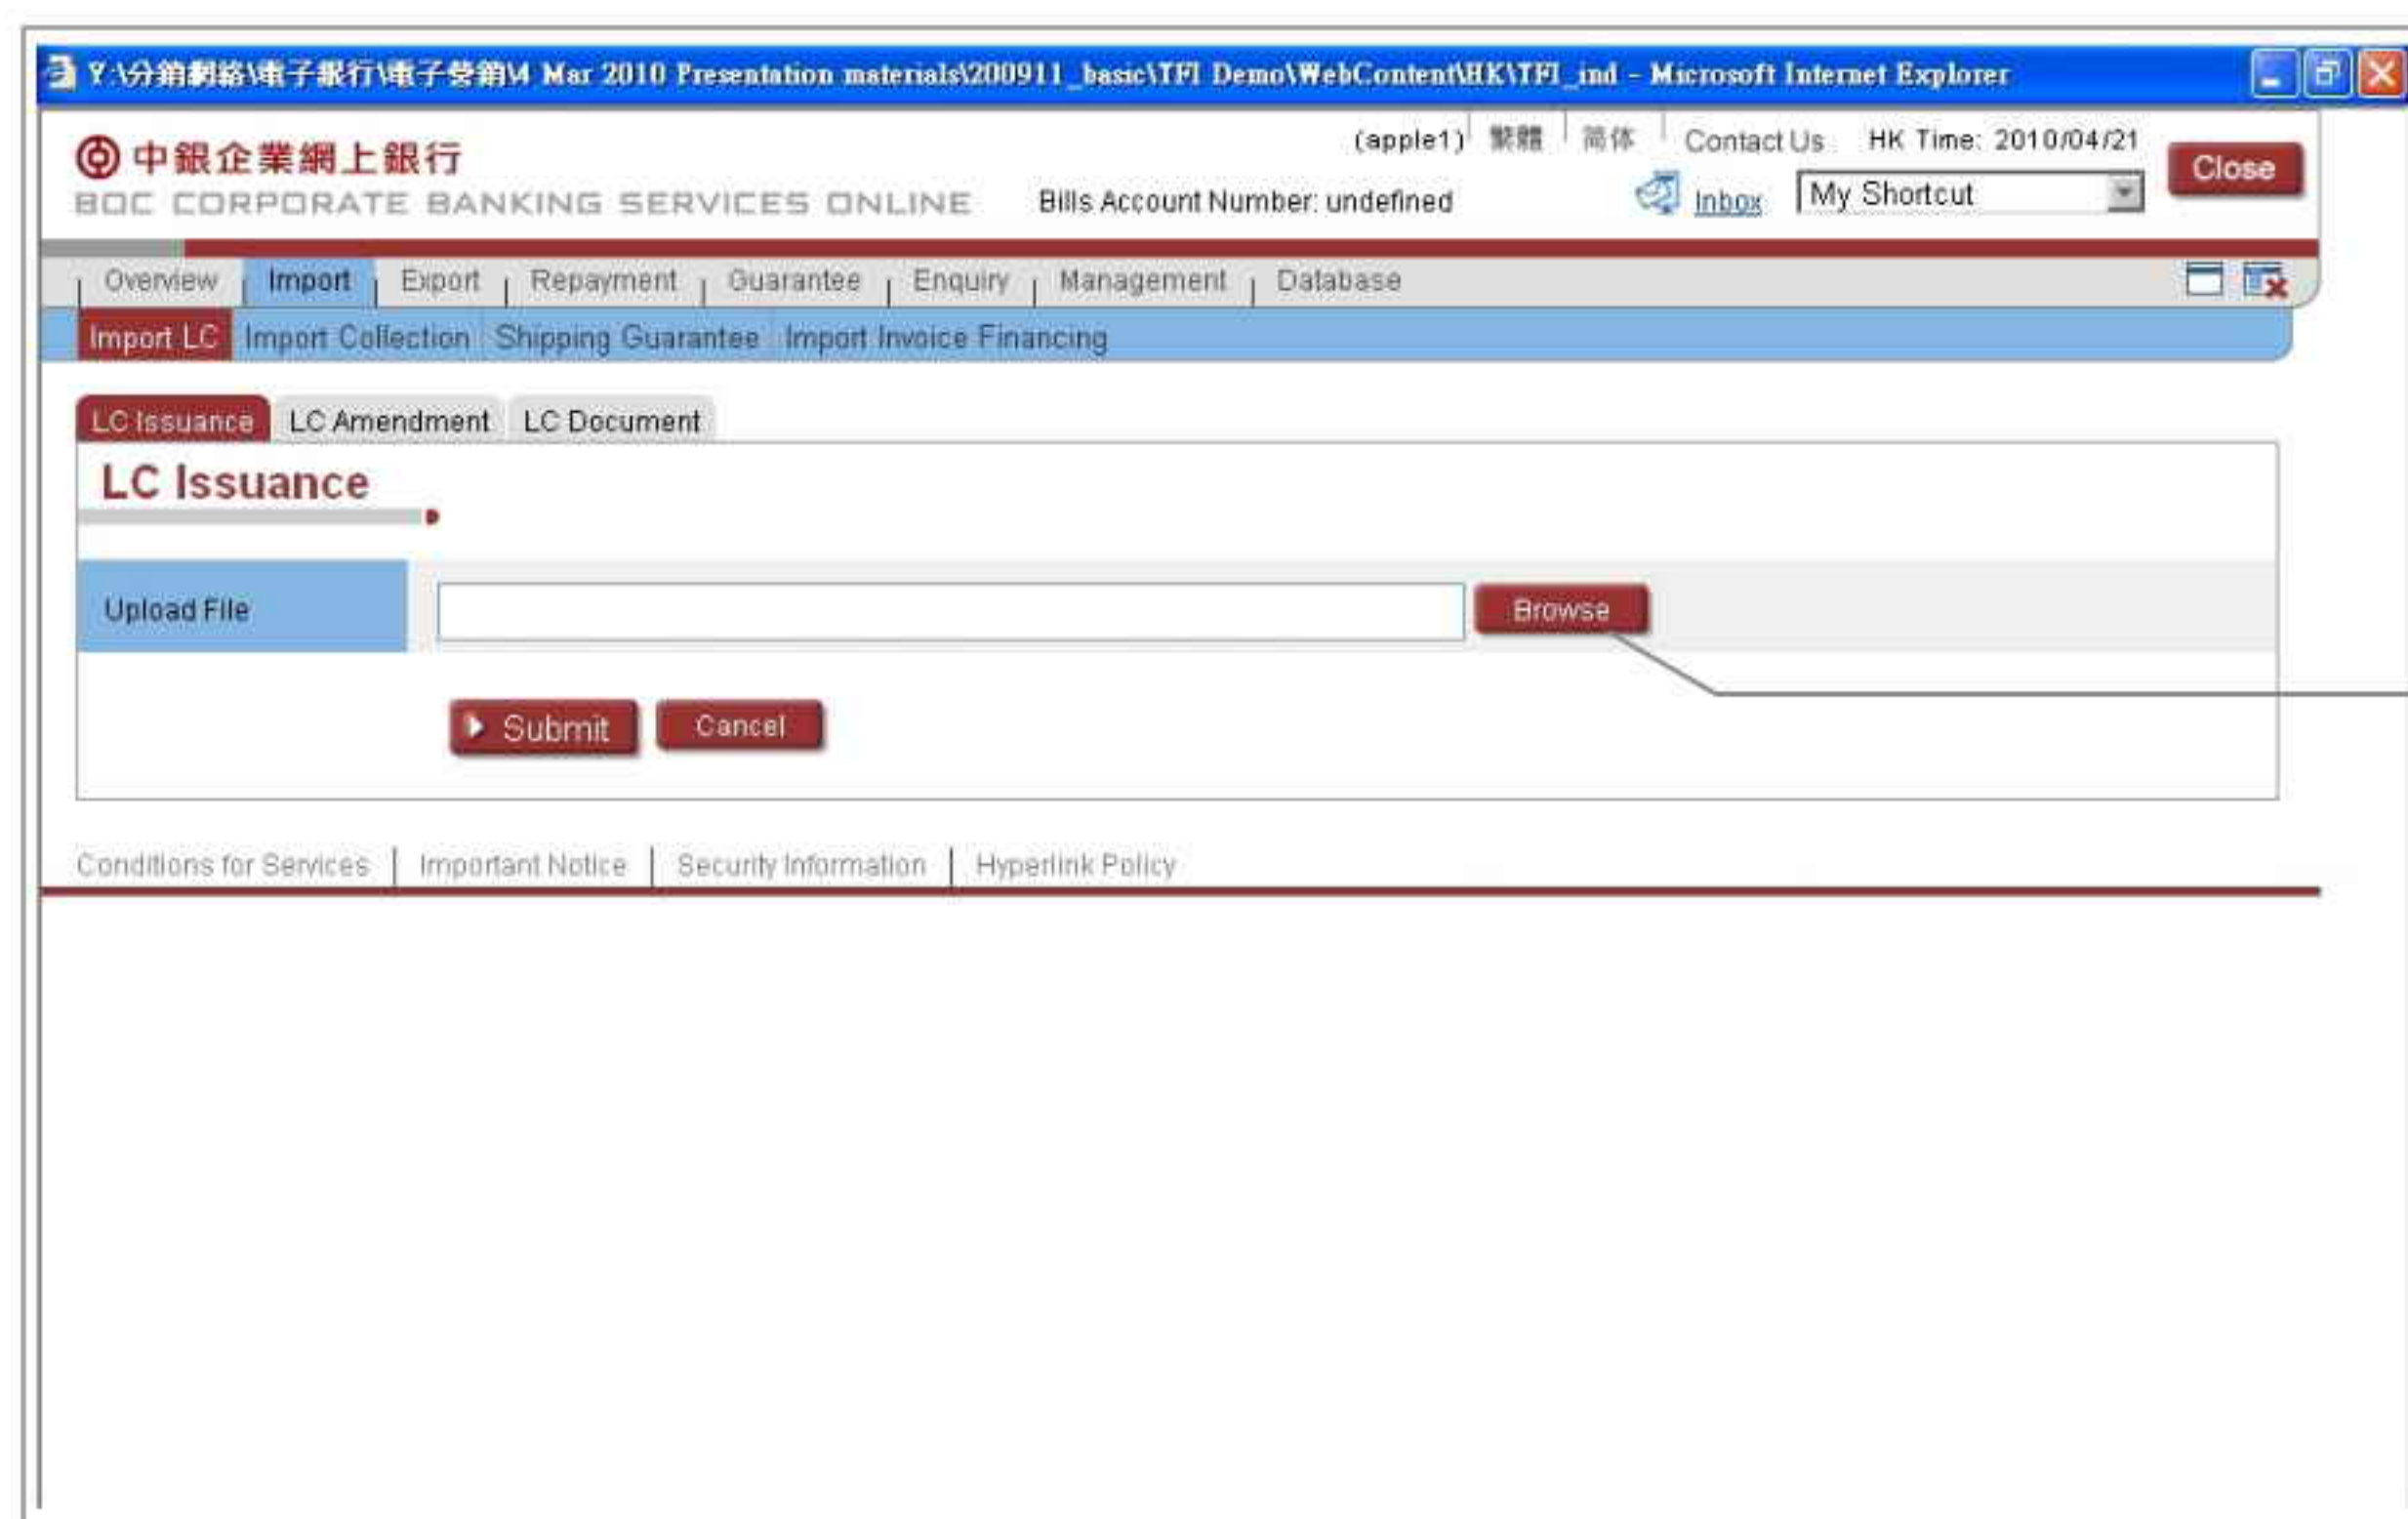 Y:\分銷網絡\電子銀行\電子營銷\4 Mar 2010 Presentation materials\200911_basic\TFI Demo\WebContent\HK\TFI_ind - Microsoft Internet Explorer
(apple1) 繁體 简体 Contact Us HK Time: 2010/04/21
中銀企業網上銀行 Close
BOC CORPORATE BANKING SERVICES ONLINE Bills Account Number: undefined Inbox My Shortcut
Overview Import Export Repayment Guarantee Enquiry Management Database
Import LC Import Collection Shipping Guarantee Import Invoice Financing
LC Issuance LC Amendment LC Document
LC Issuance
Upload File Browse
Submit Cancel
Conditions for Services | Important Notice | Security Information | Hyperlink Policy